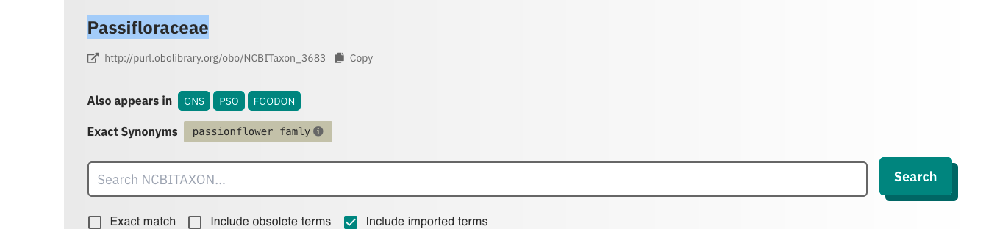 Passifloraceae
http://purl.obolibrary.org/obo/NCBITaxon_3683 Copy
Also appears in ONS PSO FOODON
Exact Synonyms passionflower famly
Search NCBITAXON... Search
Exact match Include obsolete terms Include imported terms